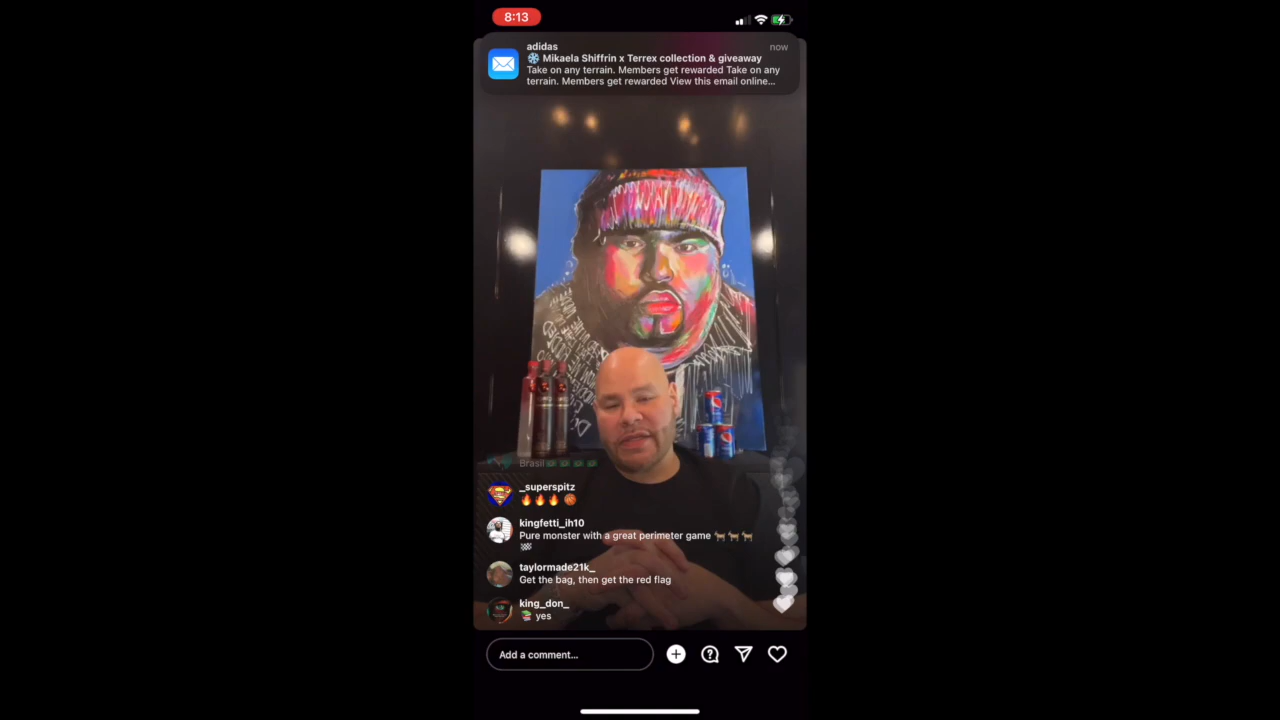 8:13
adidas
now
❄️ Mikaela Shiffrin x Terrex collection & giveaway
Take on any terrain. Members get rewarded Take on any
terrain. Members get rewarded View this email online...
Brasil
_superspitz
🔥🔥🔥 🏀
kingfetti_ih10
Pure monster with a great perimeter game 🐐🐐🐐
🏁
taylormade21k_
Get the bag, then get the red flag
king_don_
📚 yes
Add a comment...